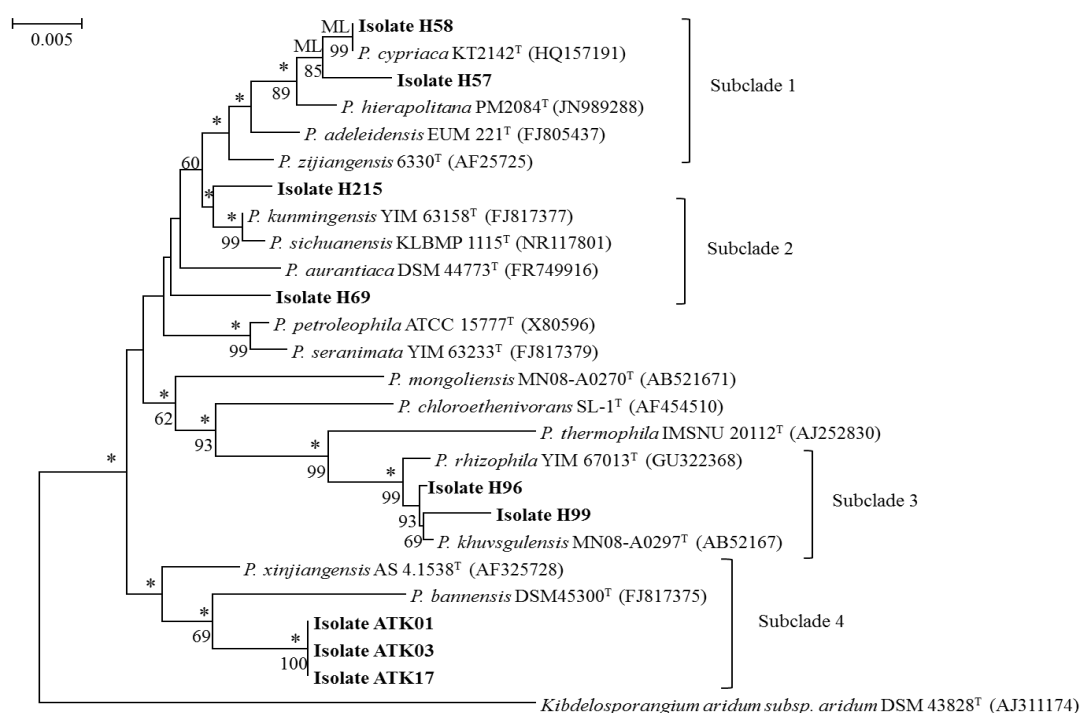 ML Isolate H58
0.005
ML 99 P. cypriaca KT2142T (HQ157191)
* 85 Isolate H57
Subclade 1
* 89 P. hierapolitana PM2084T (JN989288)
* P. adeleidensis EUM 221T (FJ805437)
60 P. zijiangensis 6330T (AF25725)
* Isolate H215
* P. kunmingensis YIM 63158T (FJ817377)
99 P. sichuanensis KLBMP 1115T (NR117801)
Subclade 2
P. aurantiaca DSM 44773T (FR749916)
Isolate H69
* P. petroleophila ATCC 15777T (X80596)
99 P. seranimata YIM 63233T (FJ817379)
* P. mongoliensis MN08-A0270T (AB521671)
62 * P. chloroethenivorans SL-1T (AF454510)
93 * P. thermophila IMSNU 20112T (AJ252830)
* 99 * P. rhizophila YIM 67013T (GU322368)
99 Isolate H96
Subclade 3
93 Isolate H99
69 P. khuvsgulensis MN08-A0297T (AB52167)
* P. xinjiangensis AS 4.1538T (AF325728)
* P. bannensis DSM45300T (FJ817375)
Isolate ATK01
Subclade 4
69 * Isolate ATK03
100 Isolate ATK17
Kibdelosporangium aridum subsp. aridum DSM 43828T (AJ311174)